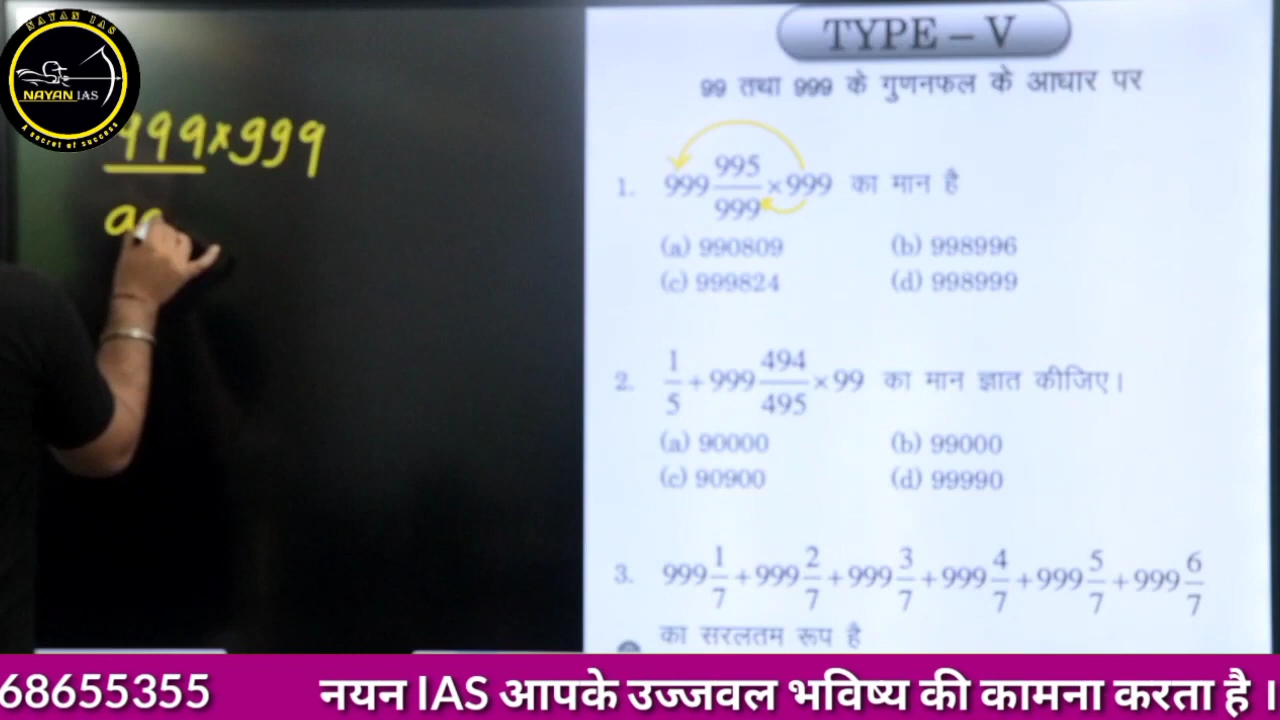 NAYAN IAS
NAYAN IAS
A secret of success
999×999
99
TYPE – V
99 तथा 999 के गुणनफल के आधार पर
1. 999 995/999 ×999 का मान है
(a) 990809 (b) 998996
(c) 999824 (d) 998999
2. 1/5 + 999 494/495 ×99 का मान ज्ञात कीजिए।
(a) 90000 (b) 99000
(c) 90900 (d) 99990
3. 999 1/7 + 999 2/7 + 999 3/7 + 999 4/7 + 999 5/7 + 999 6/7
का सरलतम रूप है
68655355 नयन IAS आपके उज्जवल भविष्य की कामना करता है ।